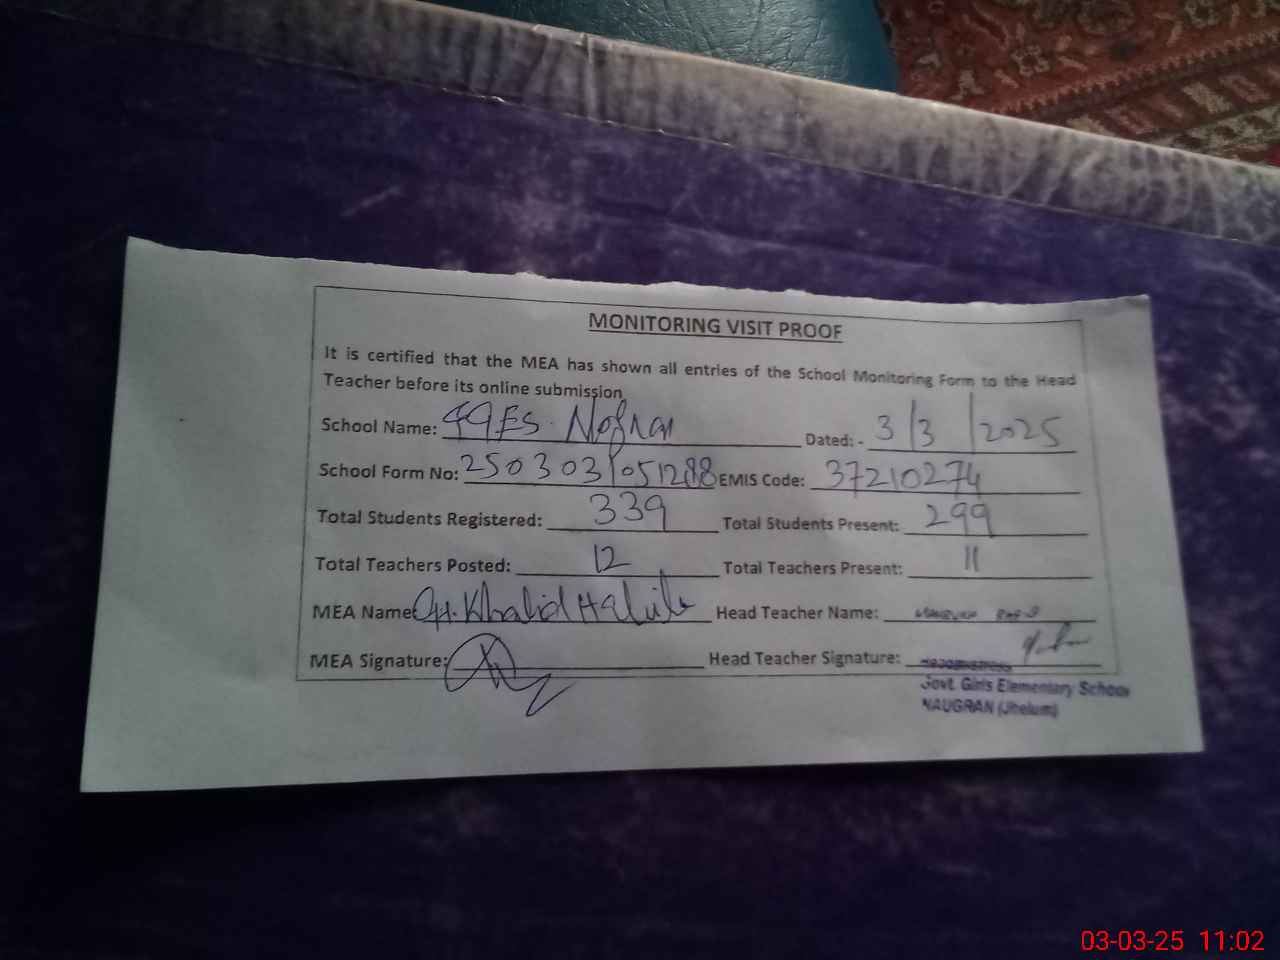 MONITORING VISIT PROOF
It is certified that the MEA has shown all entries of the School Monitoring Form to the Head
Teacher before its online submission
School Name: GGES. Nogran Dated: - 3/3/2025
School Form No: 250303051288 EMIS Code: 37210274
Total Students Registered: 339 Total Students Present: 299
Total Teachers Posted: 12 Total Teachers Present: 11
MEA Name: CH. Khalid Habib Head Teacher Name:
MEA Signature: Head Teacher Signature:
Headmistress
Govt. Girls Elementary School
NAUGRAN (Jhelum)
03-03-25 11:02